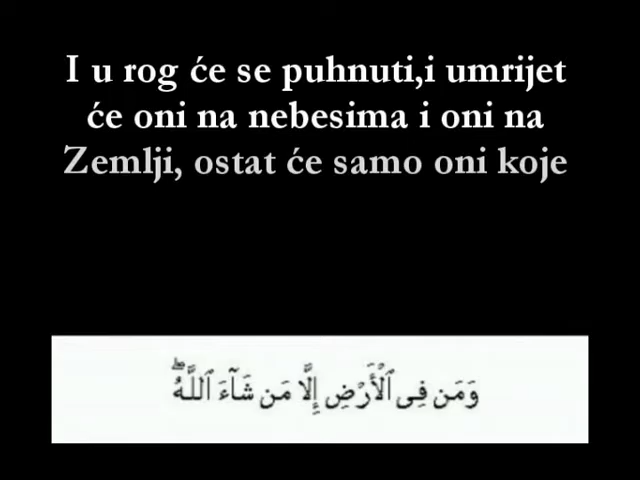 I u rog će se puhnuti,i umrijet
će oni na nebesima i oni na
Zemlji, ostat će samo oni koje
وَمَن فِى ٱلْأَرْضِ إِلَّا مَن شَآءَ ٱللَّهُ ۖ